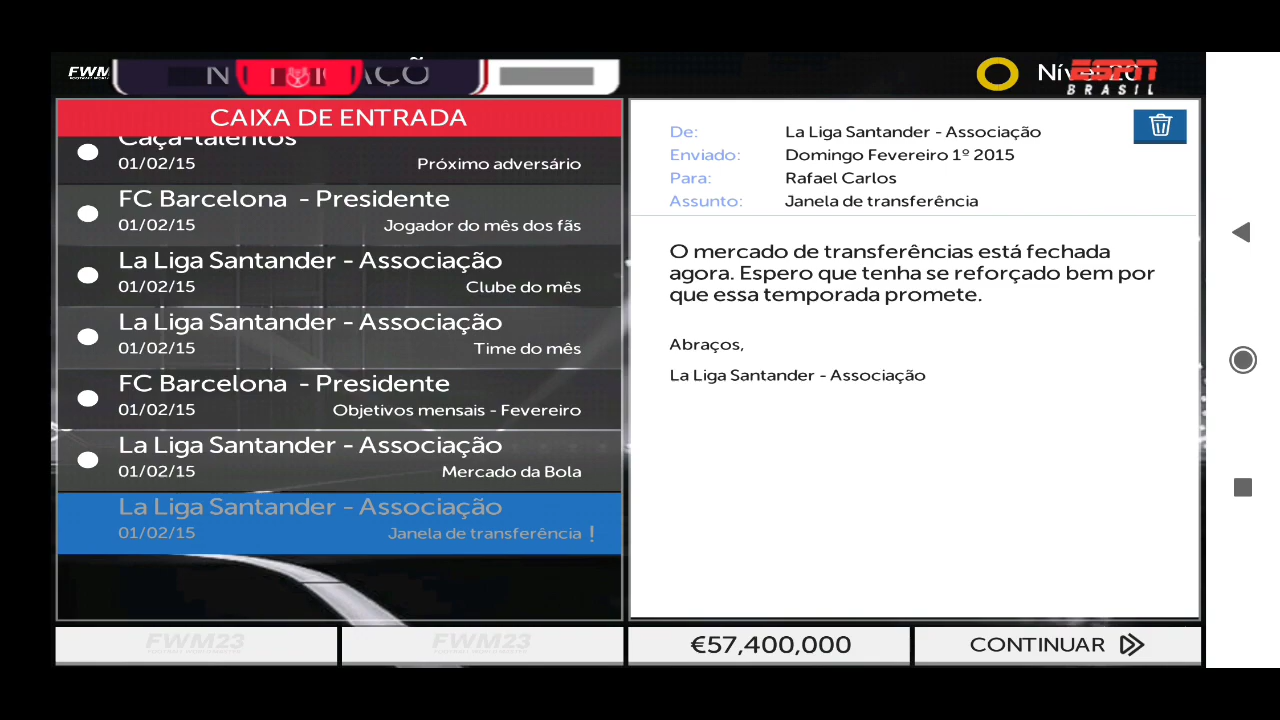 FWM
Nível 20
ESPN
BRASIL
CAIXA DE ENTRADA
Caça-talentos
01/02/15 Próximo adversário
FC Barcelona - Presidente
01/02/15 Jogador do mês dos fãs
La Liga Santander - Associação
01/02/15 Clube do mês
La Liga Santander - Associação
01/02/15 Time do mês
FC Barcelona - Presidente
01/02/15 Objetivos mensais - Fevereiro
La Liga Santander - Associação
01/02/15 Mercado da Bola
La Liga Santander - Associação
01/02/15 Janela de transferência !
De: La Liga Santander - Associação
Enviado: Domingo Fevereiro 1º 2015
Para: Rafael Carlos
Assunto: Janela de transferência
O mercado de transferências está fechada
agora. Espero que tenha se reforçado bem por
que essa temporada promete.
Abraços,
La Liga Santander - Associação
FWM23
FWM23
€57,400,000
CONTINUAR